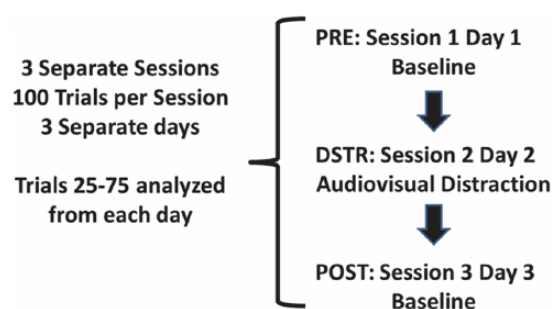 3 Separate Sessions
100 Trials per Session
3 Separate days
Trials 25-75 analyzed
from each day
PRE: Session 1 Day 1
Baseline
DSTR: Session 2 Day 2
Audiovisual Distraction
POST: Session 3 Day 3
Baseline